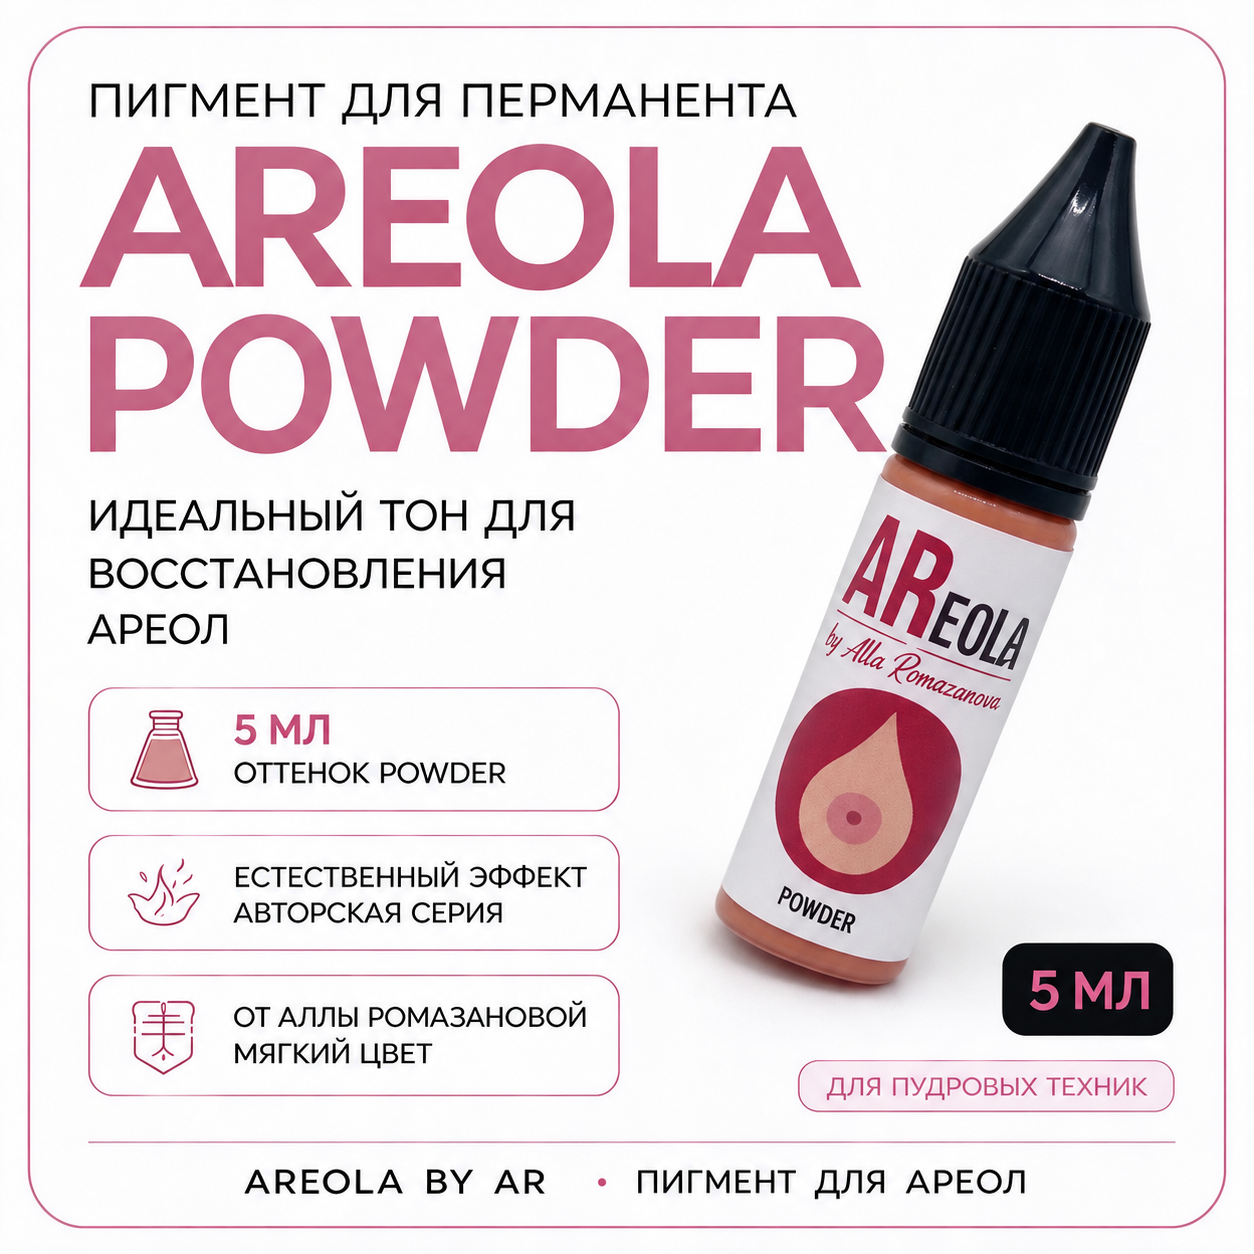 ПИГМЕНТ ДЛЯ ПЕРМАНЕНТА
AREOLA
POWDER
ИДЕАЛЬНЫЙ ТОН ДЛЯ
ВОССТАНОВЛЕНИЯ
АРЕОЛ
5 МЛ
ОТТЕНОК POWDER
ЕСТЕСТВЕННЫЙ ЭФФЕКТ
АВТОРСКАЯ СЕРИЯ
ОТ АЛЛЫ РОМАЗАНОВОЙ
МЯГКИЙ ЦВЕТ
AREOLA
by Alla Romazanova
POWDER
5 МЛ
ДЛЯ ПУДРОВЫХ ТЕХНИК
AREOLA BY AR • ПИГМЕНТ ДЛЯ АРЕОЛ